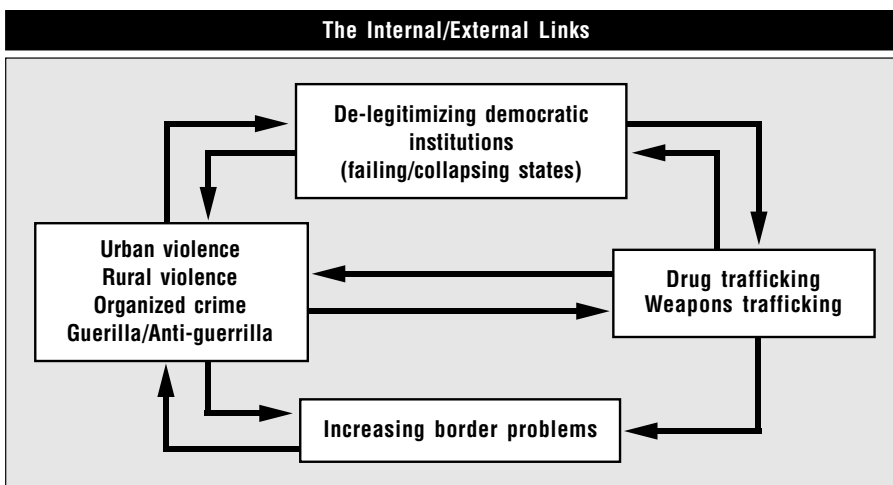 The Internal/External Links
De-legitimizing democratic
institutions
(failing/collapsing states)
Urban violence
Rural violence
Organized crime
Guerilla/Anti-guerrilla
Drug trafficking
Weapons trafficking
Increasing border problems